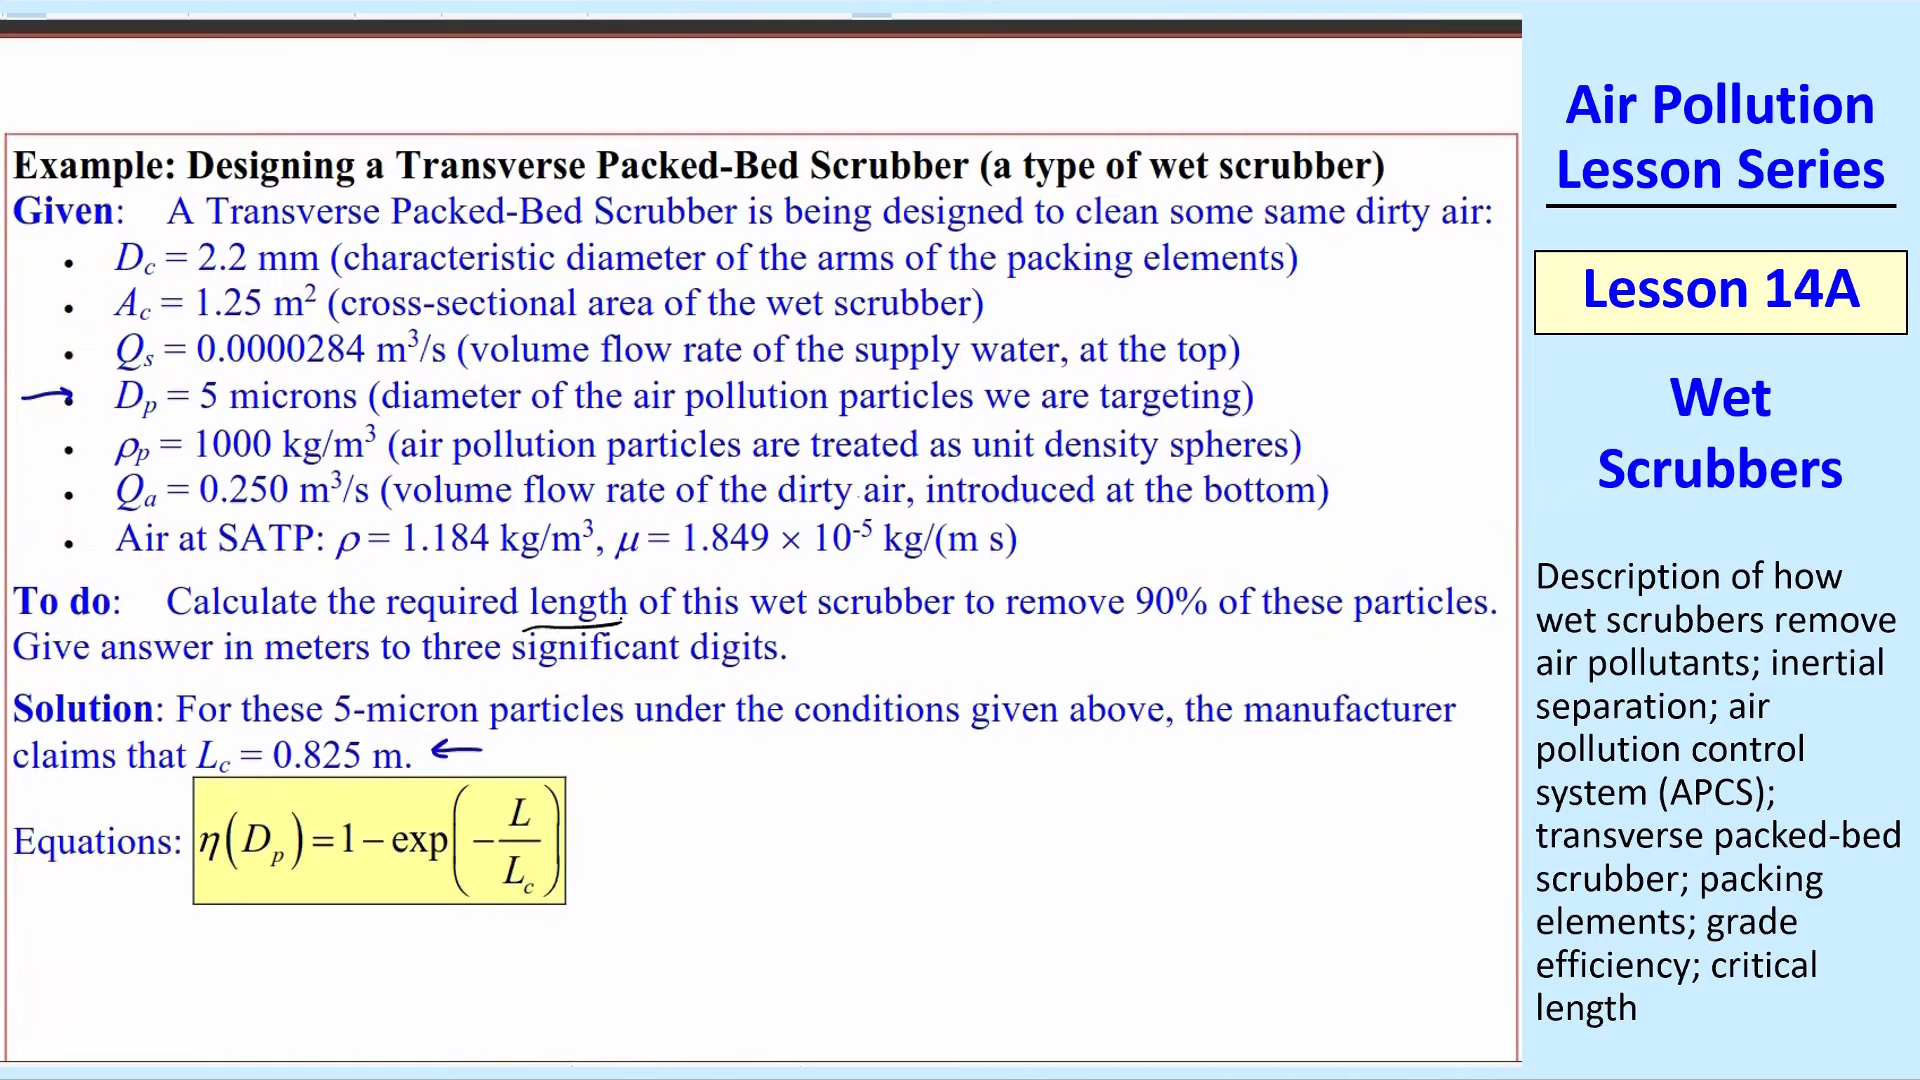 Example: Designing a Transverse Packed-Bed Scrubber (a type of wet scrubber)
Given: A Transverse Packed-Bed Scrubber is being designed to clean some same dirty air:
• D_c = 2.2 mm (characteristic diameter of the arms of the packing elements)
• A_c = 1.25 m² (cross-sectional area of the wet scrubber)
• Q_s = 0.0000284 m³/s (volume flow rate of the supply water, at the top)
• D_p = 5 microns (diameter of the air pollution particles we are targeting)
• ρ_p = 1000 kg/m³ (air pollution particles are treated as unit density spheres)
• Q_a = 0.250 m³/s (volume flow rate of the dirty air, introduced at the bottom)
• Air at SATP: ρ = 1.184 kg/m³, μ = 1.849 × 10⁻⁵ kg/(m s)
To do: Calculate the required length of this wet scrubber to remove 90% of these particles.
Give answer in meters to three significant digits.
Solution: For these 5-micron particles under the conditions given above, the manufacturer
claims that L_c = 0.825 m. ←
Equations: η(D_p) = 1 − exp(− L / L_c)
Air Pollution
Lesson Series
Lesson 14A
Wet
Scrubbers
Description of how
wet scrubbers remove
air pollutants; inertial
separation; air
pollution control
system (APCS);
transverse packed-bed
scrubber; packing
elements; grade
efficiency; critical
length